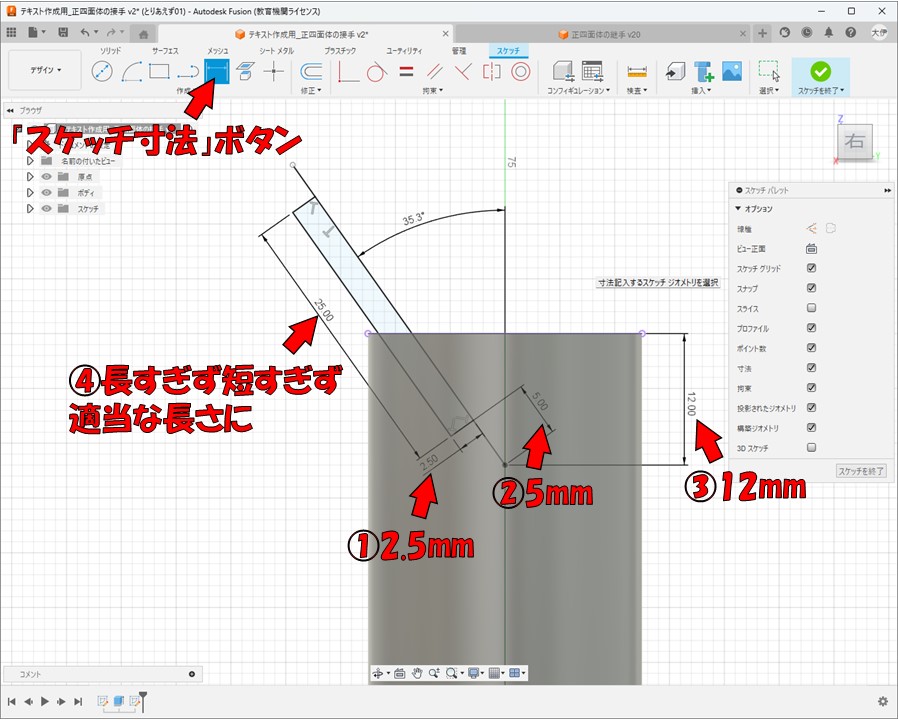 テキスト作成用_正四面体の接手 v2* (とりあえず01) - Autodesk Fusion (教育機関ライセンス)
テキスト作成用_正四面体の接手 v2*
正四面体の継手 v20
大伊
ソリッド
サーフェス
メッシュ
シート メタル
プラスチック
ユーティリティ
管理
スケッチ
デザイン
修正
拘束
コンフィギュレーション
検査
挿入
選択
スケッチを終了
ブラウザ
「スケッチ寸法」ボタン
名前の付いたビュー
原点
ボディ
スケッチ
75
Z
右
X
Y
35.3°
25.00
寸法記入するスケッチ ジオメトリを選択
スケッチ パレット
オプション
線種
ビュー正面
スケッチ グリッド
スナップ
スライス
プロファイル
ポイント数
寸法
拘束
投影されたジオメトリ
構築ジオメトリ
3D スケッチ
スケッチを終了
④長すぎず短すぎず
適当な長さに
5.00
12.00
2.50
②5mm
③12mm
①2.5mm
コメント